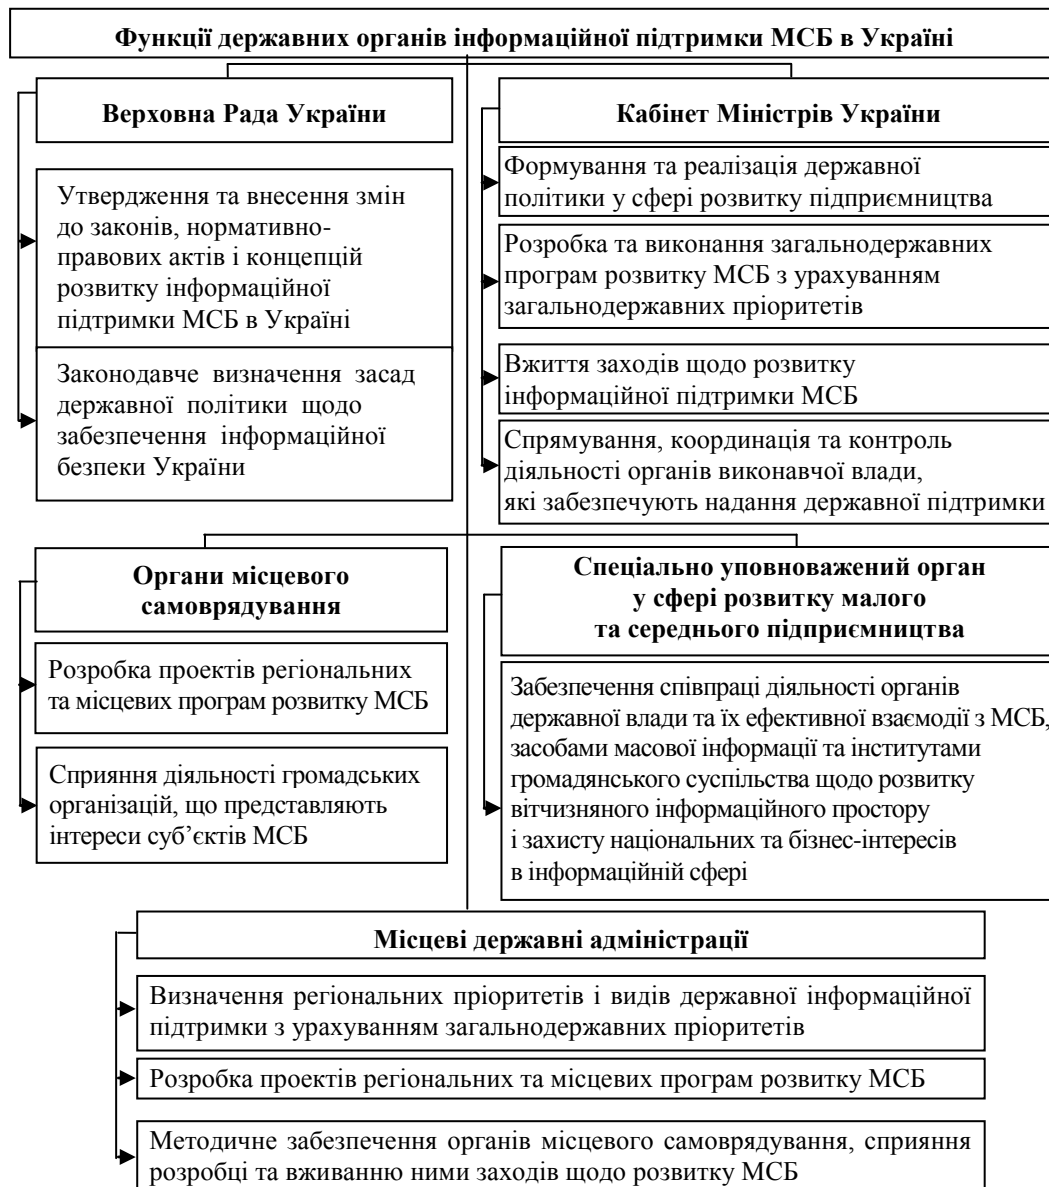 Функції державних органів інформаційної підтримки МСБ в Україні
Верховна Рада України
Утвердження та внесення змін
до законів, нормативно-
правових актів і концепцій
розвитку інформаційної
підтримки МСБ в Україні
Законодавче визначення засад
державної політики щодо
забезпечення інформаційної
безпеки України
Кабінет Міністрів України
Формування та реалізація державної
політики у сфері розвитку підприємництва
Розробка та виконання загальнодержавних
програм розвитку МСБ з урахуванням
загальнодержавних пріоритетів
Вжиття заходів щодо розвитку
інформаційної підтримки МСБ
Спрямування, координація та контроль
діяльності органів виконавчої влади,
які забезпечують надання державної підтримки
Органи місцевого
самоврядування
Розробка проектів регіональних
та місцевих програм розвитку МСБ
Сприяння діяльності громадських
організацій, що представляють
інтереси суб’єктів МСБ
Спеціально уповноважений орган
у сфері розвитку малого
та середнього підприємництва
Забезпечення співпраці діяльності органів
державної влади та їх ефективної взаємодії з МСБ,
засобами масової інформації та інститутами
громадянського суспільства щодо розвитку
вітчизняного інформаційного простору
і захисту національних та бізнес-інтересів
в інформаційній сфері
Місцеві державні адміністрації
Визначення регіональних пріоритетів і видів державної інформаційної
підтримки з урахуванням загальнодержавних пріоритетів
Розробка проектів регіональних та місцевих програм розвитку МСБ
Методичне забезпечення органів місцевого самоврядування, сприяння
розробці та вживанню ними заходів щодо розвитку МСБ